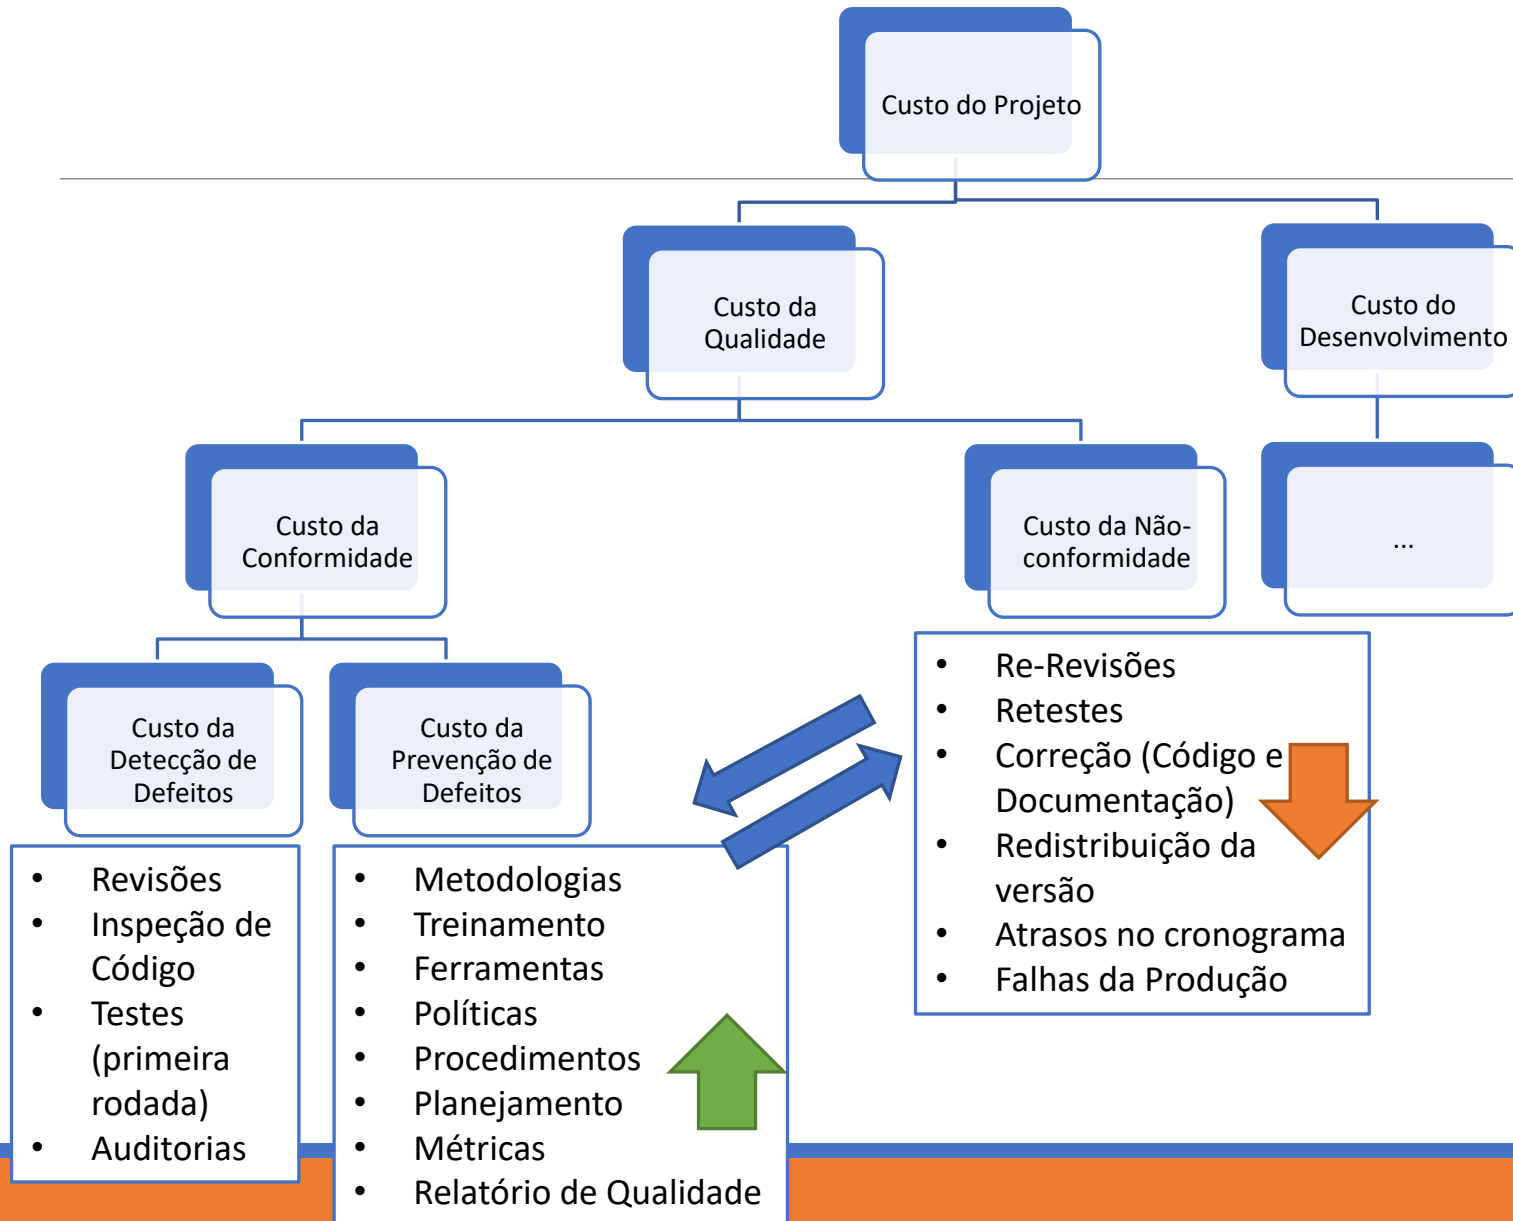 Custo do Projeto
Custo da
Qualidade
Custo do
Desenvolvimento
Custo da
Conformidade
Custo da Não-
conformidade
...
Custo da
Detecção de
Defeitos
Custo da
Prevenção de
Defeitos
• Re-Revisões
• Retestes
• Correção (Código e
Documentação)
• Redistribuição da
versão
• Atrasos no cronograma
• Falhas da Produção
• Revisões
• Inspeção de
Código
• Testes
(primeira
rodada)
• Auditorias
• Metodologias
• Treinamento
• Ferramentas
• Políticas
• Procedimentos
• Planejamento
• Métricas
• Relatório de Qualidade